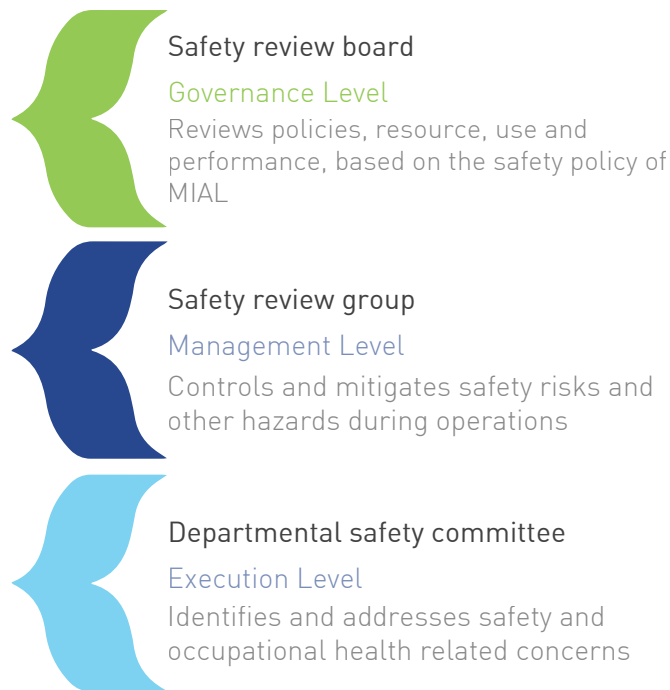 Safety review board
Governance Level
Reviews policies, resource, use and
performance, based on the safety policy of
MIAL
Safety review group
Management Level
Controls and mitigates safety risks and
other hazards during operations
Departmental safety committee
Execution Level
Identifies and addresses safety and
occupational health related concerns